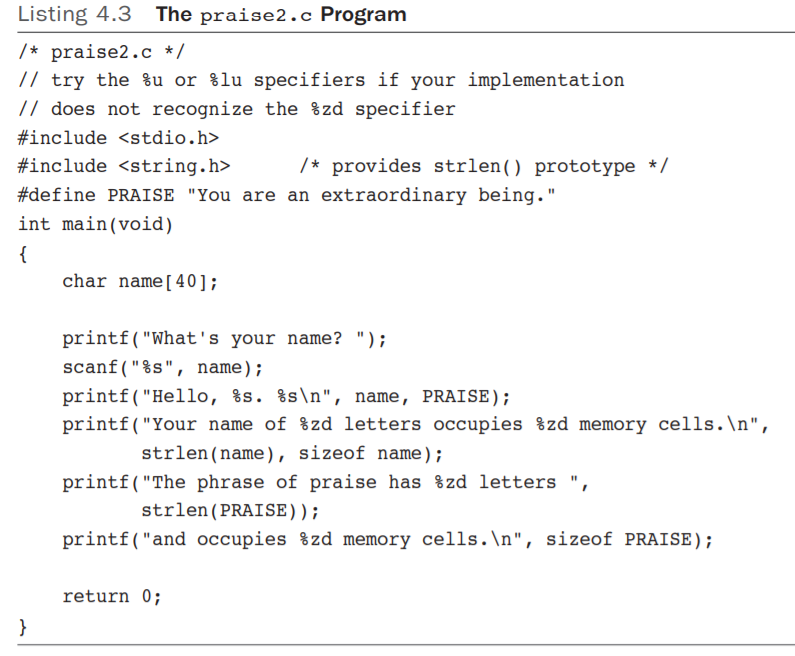 Listing 4.3 The praise2.c Program
/* praise2.c */
// try the %u or %lu specifiers if your implementation
// does not recognize the %zd specifier
#include <stdio.h>
#include <string.h>      /* provides strlen() prototype */
#define PRAISE "You are an extraordinary being."
int main(void)
{
    char name[40];
    printf("What's your name? ");
    scanf("%s", name);
    printf("Hello, %s. %s\n", name, PRAISE);
    printf("Your name of %zd letters occupies %zd memory cells.\n",
           strlen(name), sizeof name);
    printf("The phrase of praise has %zd letters ",
           strlen(PRAISE));
    printf("and occupies %zd memory cells.\n", sizeof PRAISE);
    return 0;
}